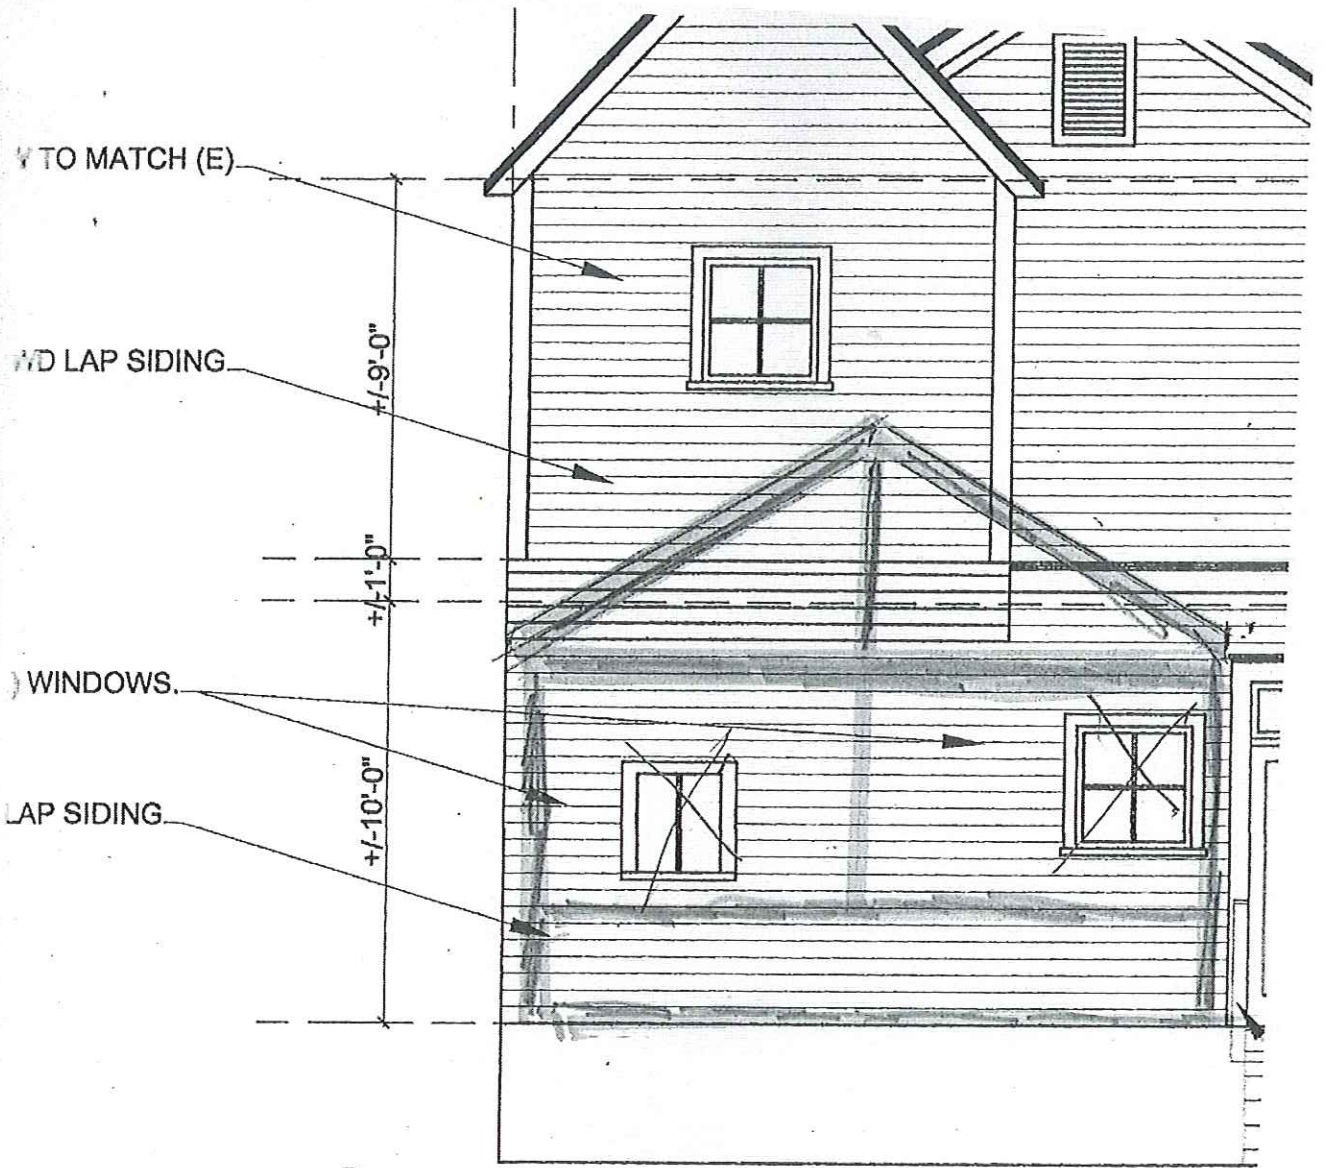 TO MATCH (E)
LAP SIDING
+/-9'-0"
+/-1'-0"
WINDOWS.
+/-10'-0"
LAP SIDING